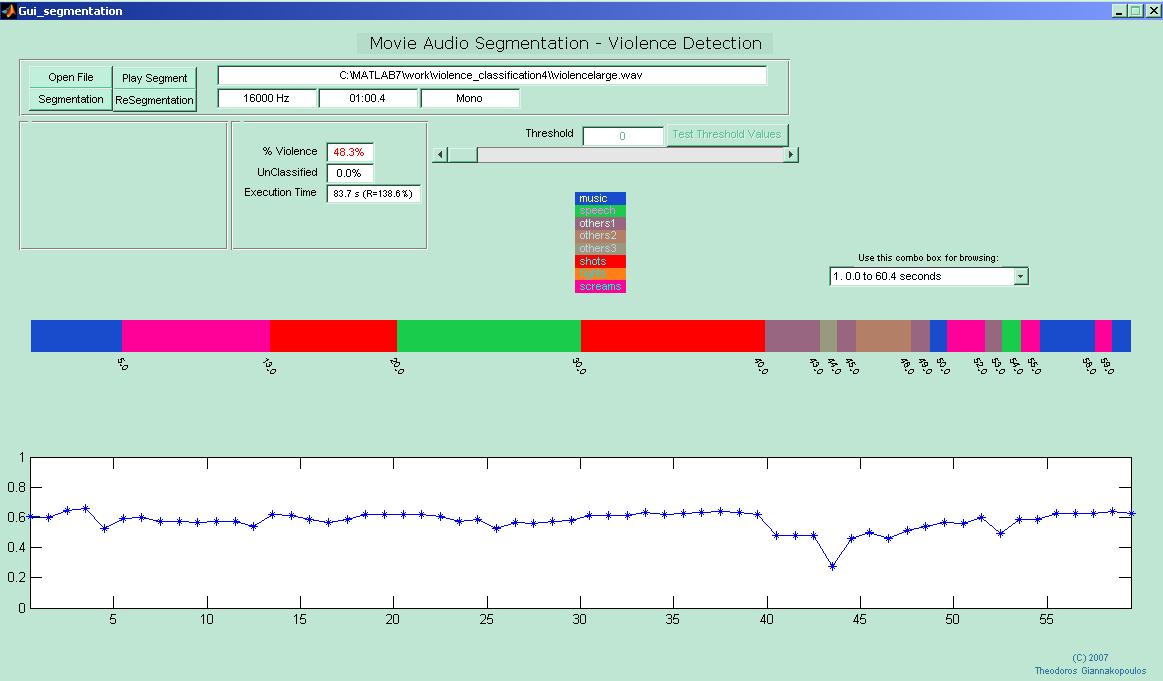 Gui_segmentation
Movie Audio Segmentation - Violence Detection
Open File
Play Segment
C:\MATLAB7\work\violence_classification4\\violencelarge.wav
Segmentation
ReSegmentation
16000 Hz
01:00.4
Mono
Threshold
0
Test Threshold Values
% Violence
48.3%
UnClassified
0.0%
Execution Time
83.7 s (R=138.6%)
music
speech
others1
others2
others3
shots
fights
screams
Use this combo box for browsing:
1. 0.0 to 60.4 seconds
5.0
13.0
20.0
30.0
40.0
43.0
44.0
45.0
48.0
49.0
50.0
52.0
53.0
54.0
55.0
58.0
59.0
1
0.8
0.6
0.4
0.2
0
5
10
15
20
25
30
35
40
45
50
55
(C) 2007
Theodoros Giannakopoulos